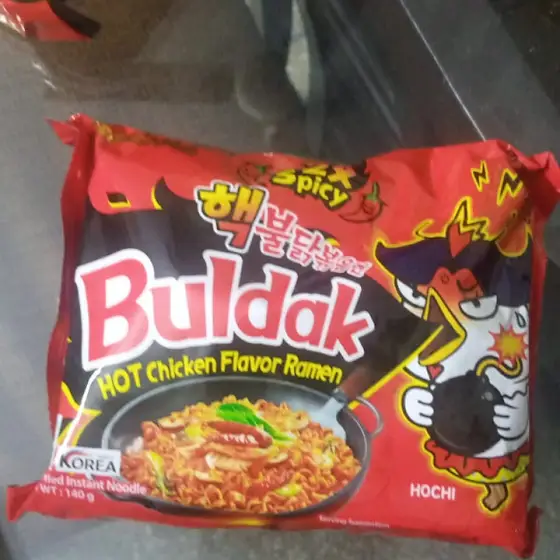 2X
Spicy
핵불닭볶음면
Buldak
HOT Chicken Flavor Ramen
KOREA
Instant Noodle
WT : 140 g
HOCHI